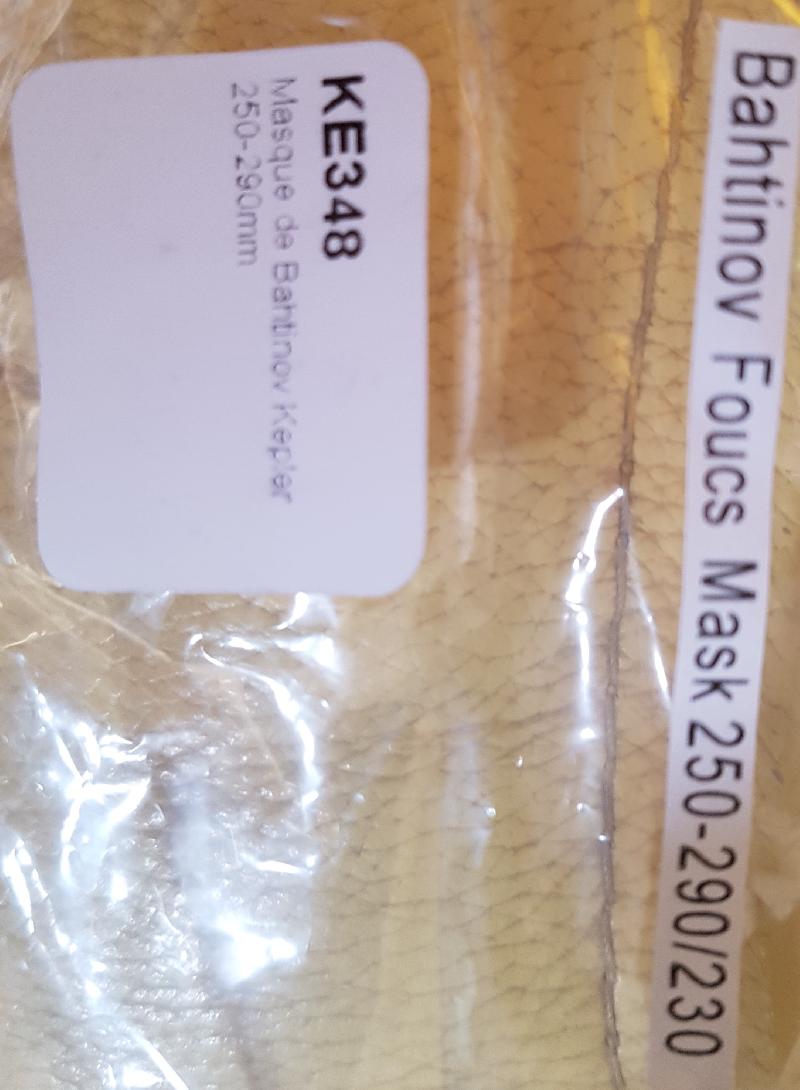 KE348
Masque de Bahtinov Kepler
250-290mm
Bahtinov Foucs Mask 250-290/230